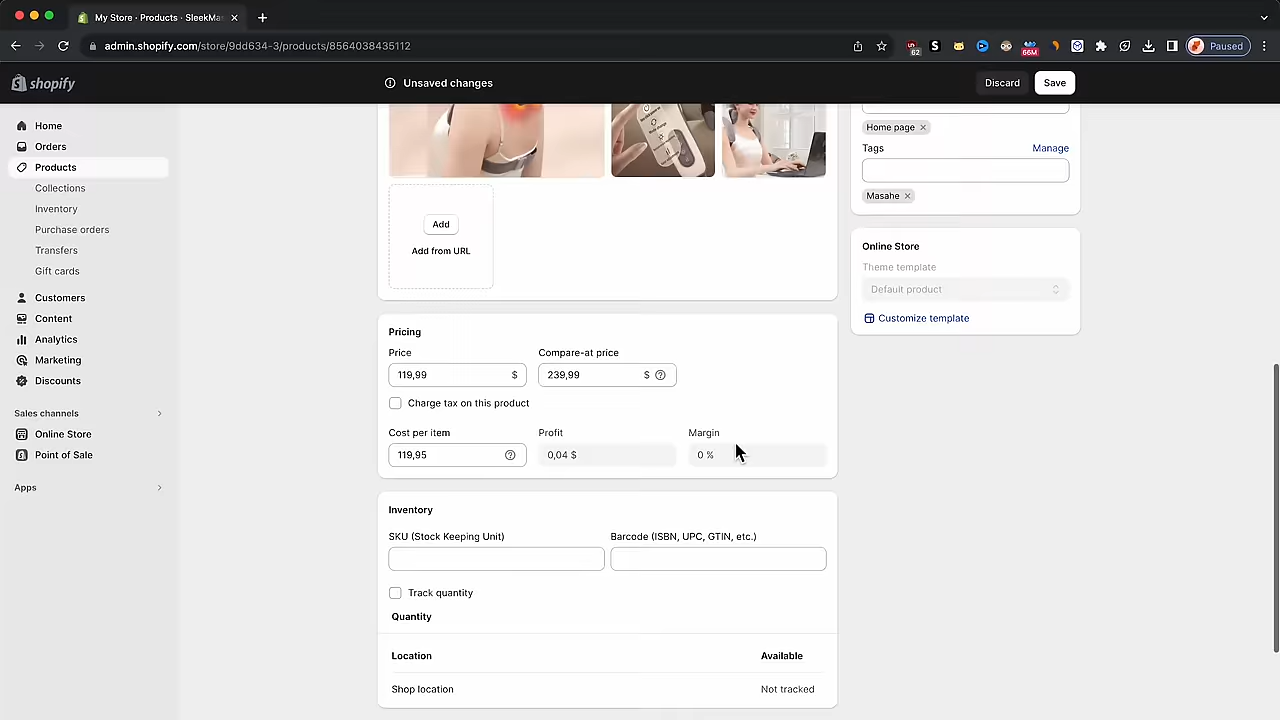 My Store · Products · SleekMa
admin.shopify.com/store/9dd634-3/products/8564038435112
62
66M
Paused
shopify
Unsaved changes
Discard
Save
Home
Orders
Products
Collections
Inventory
Purchase orders
Transfers
Gift cards
Customers
Content
Analytics
Marketing
Discounts
Sales channels
Online Store
Point of Sale
Apps
Add
Add from URL
Pricing
Price
Compare-at price
119,99 $
239,99 $
Charge tax on this product
Cost per item
Profit
Margin
119,95
0,04 $
0 %
Inventory
SKU (Stock Keeping Unit)
Barcode (ISBN, UPC, GTIN, etc.)
Track quantity
Quantity
Location
Available
Shop location
Not tracked
Home page
Tags
Manage
Masahe
Online Store
Theme template
Default product
Customize template